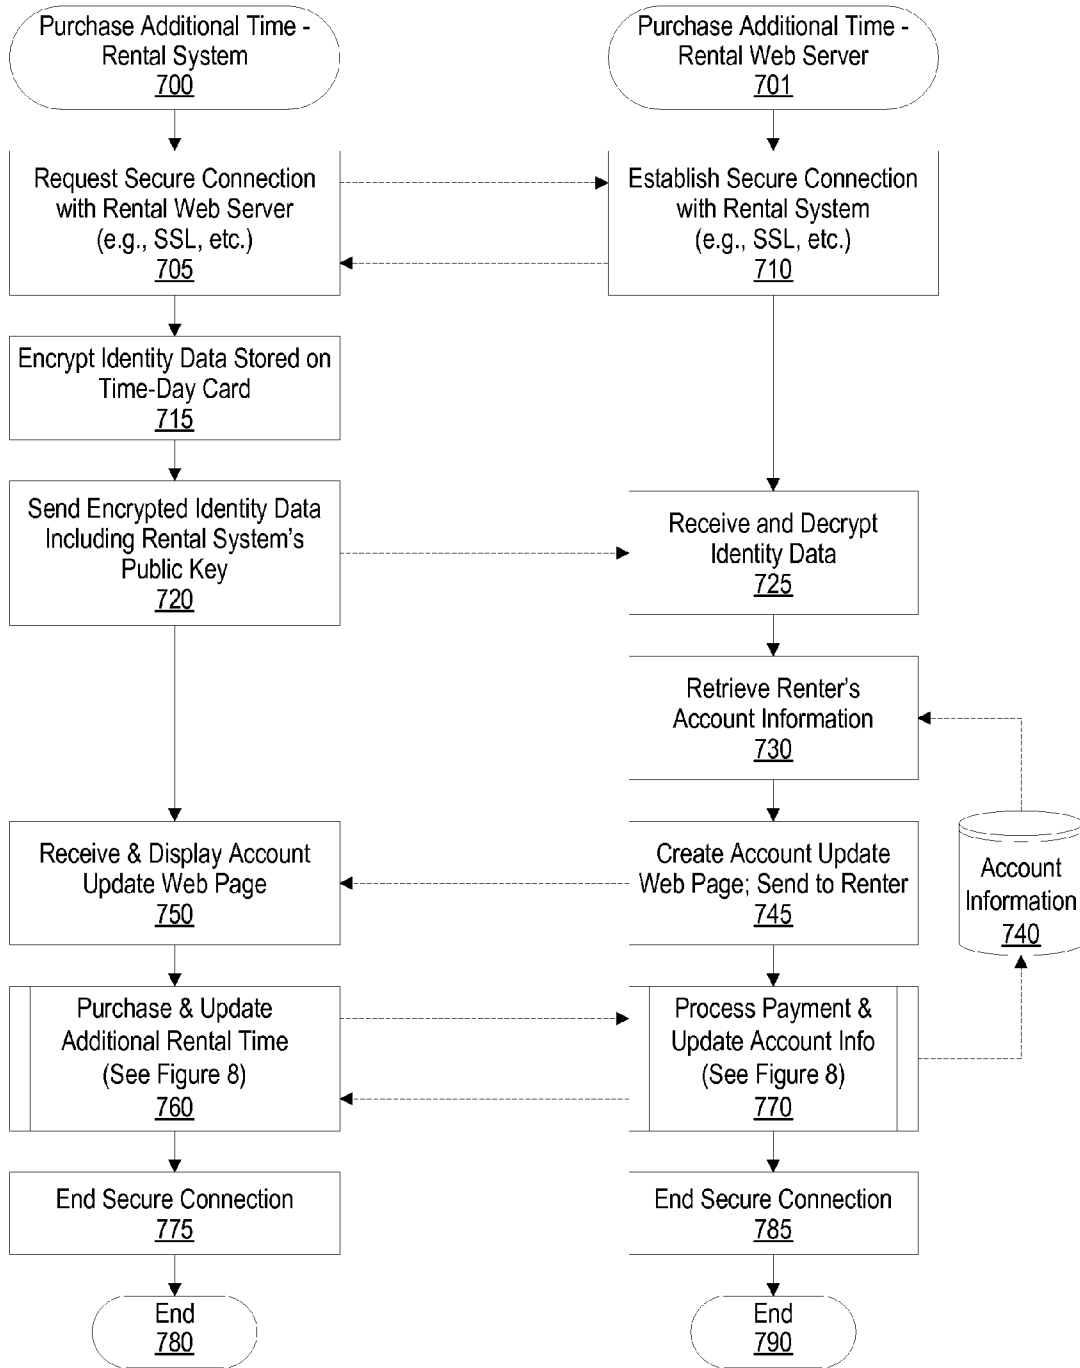 Purchase Additional Time -
Rental System
700
Purchase Additional Time -
Rental Web Server
701
Request Secure Connection
with Rental Web Server
(e.g., SSL, etc.)
705
Establish Secure Connection
with Rental System
(e.g., SSL, etc.)
710
Encrypt Identity Data Stored on
Time-Day Card
715
Send Encrypted Identity Data
Including Rental System's
Public Key
720
Receive and Decrypt
Identity Data
725
Retrieve Renter's
Account Information
730
Account
Information
740
Receive & Display Account
Update Web Page
750
Create Account Update
Web Page; Send to Renter
745
Purchase & Update
Additional Rental Time
(See Figure 8)
760
Process Payment &
Update Account Info
(See Figure 8)
770
End Secure Connection
775
End Secure Connection
785
End
780
End
790